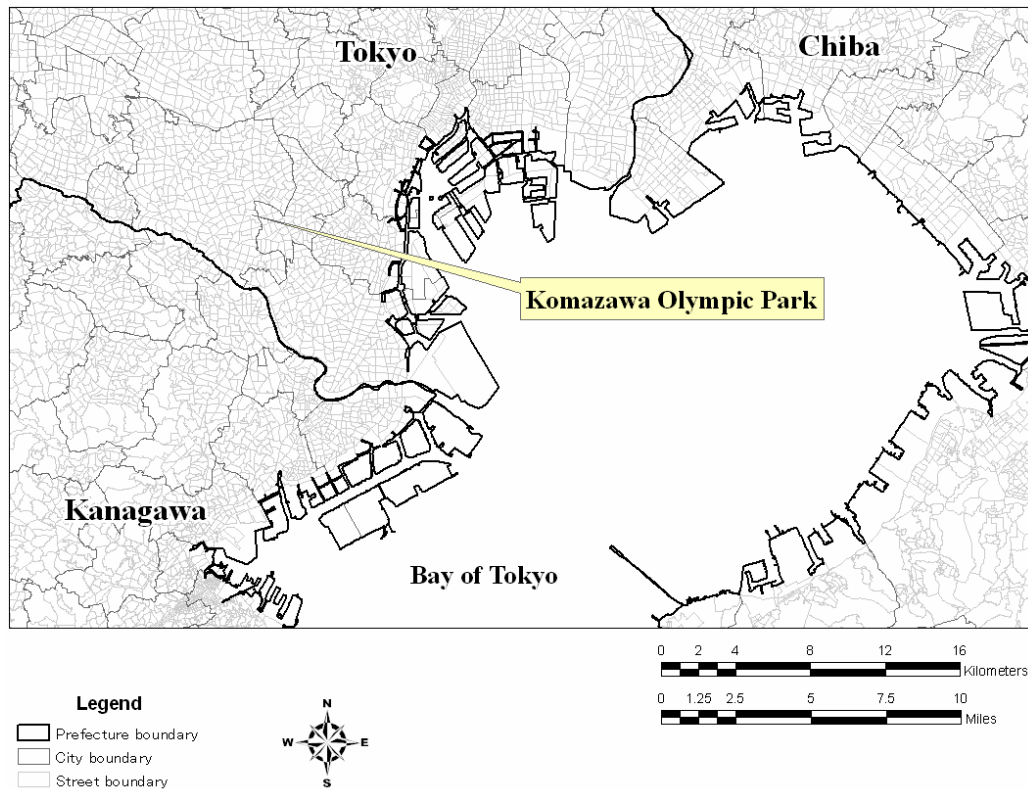 Tokyo
Chiba
Komazawa Olympic Park
Kanagawa
Bay of Tokyo
0 2 4 8 12 16
Kilometers
0 1.25 2.5 5 7.5 10
Miles
Legend
Prefecture boundary
City boundary
Street boundary
N
W E
S